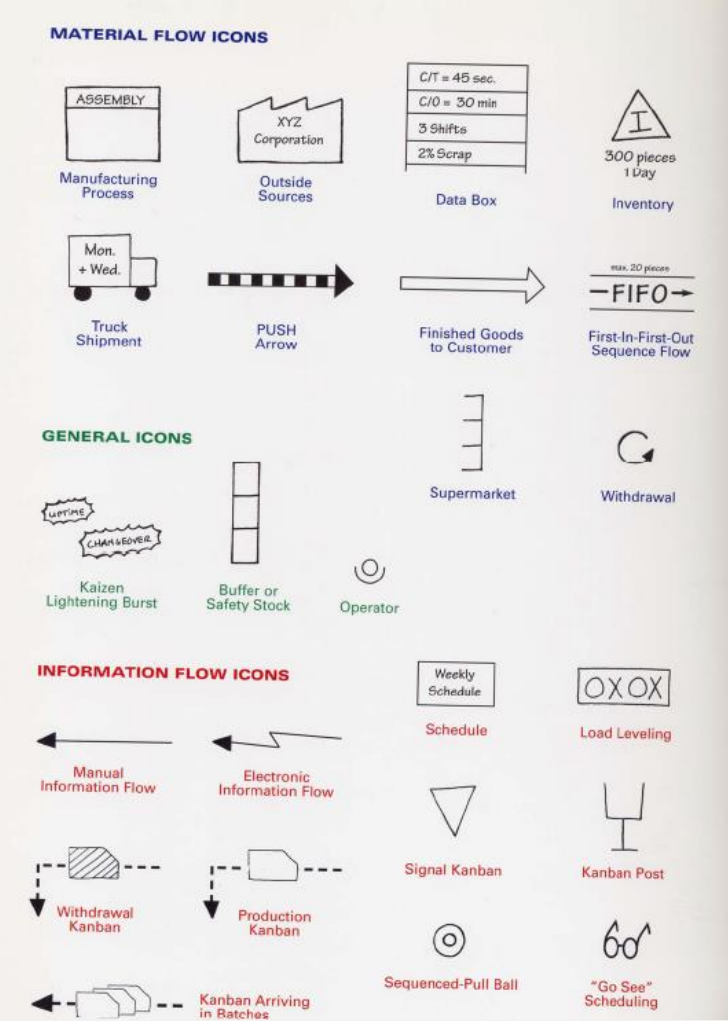 MATERIAL FLOW ICONS
ASSEMBLY
Manufacturing
Process
XYZ
Corporation
Outside
Sources
C/T = 45 sec.
C/O = 30 min
3 Shifts
2% Scrap
Data Box
I
300 pieces
1 Day
Inventory
Mon.
+ Wed.
Truck
Shipment
PUSH
Arrow
Finished Goods
to Customer
max. 20 pieces
FIFO
First-In-First-Out
Sequence Flow
Supermarket
Withdrawal
GENERAL ICONS
UPTIME
CHANGEOVER
Kaizen
Lightening Burst
Buffer or
Safety Stock
Operator
INFORMATION FLOW ICONS
Manual
Information Flow
Electronic
Information Flow
Weekly
Schedule
Schedule
OXOX
Load Leveling
Signal Kanban
Kanban Post
Withdrawal
Kanban
Production
Kanban
Sequenced-Pull Ball
"Go See"
Scheduling
Kanban Arriving
in Batches